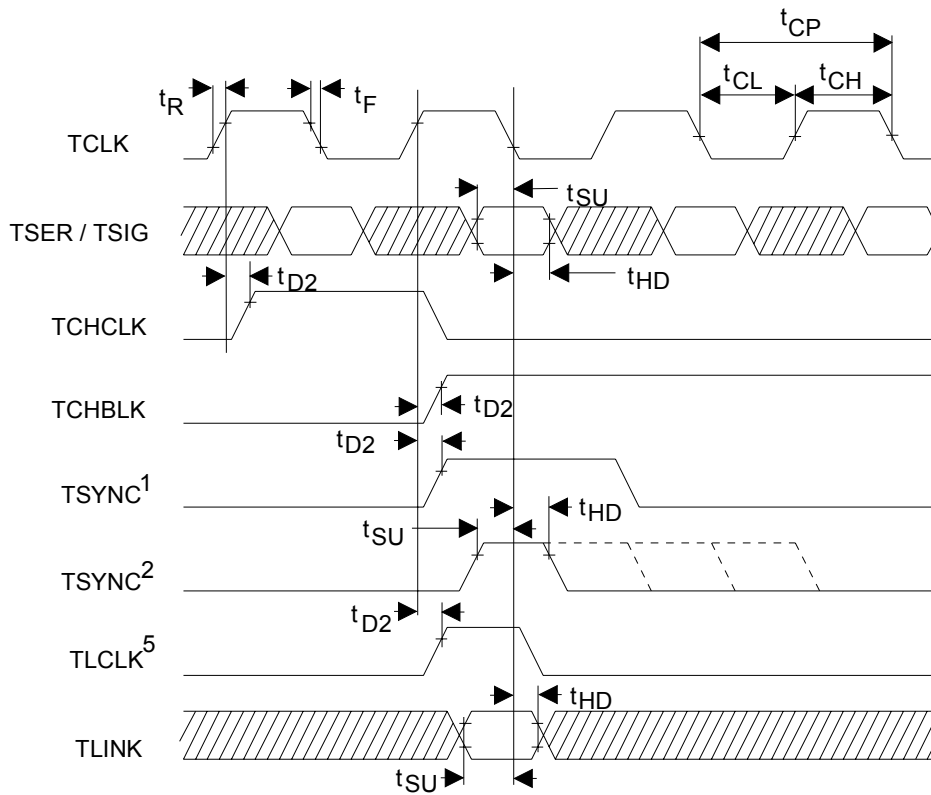 tCP
tCL tCH
tR tF
TCLK
tSU
TSER / TSIG
tHD
tD2
TCHCLK
TCHBLK
tD2
tD2
TSYNC1
tHD
tSU
TSYNC2
tD2
TLCLK5
tHD
TLINK
tSU